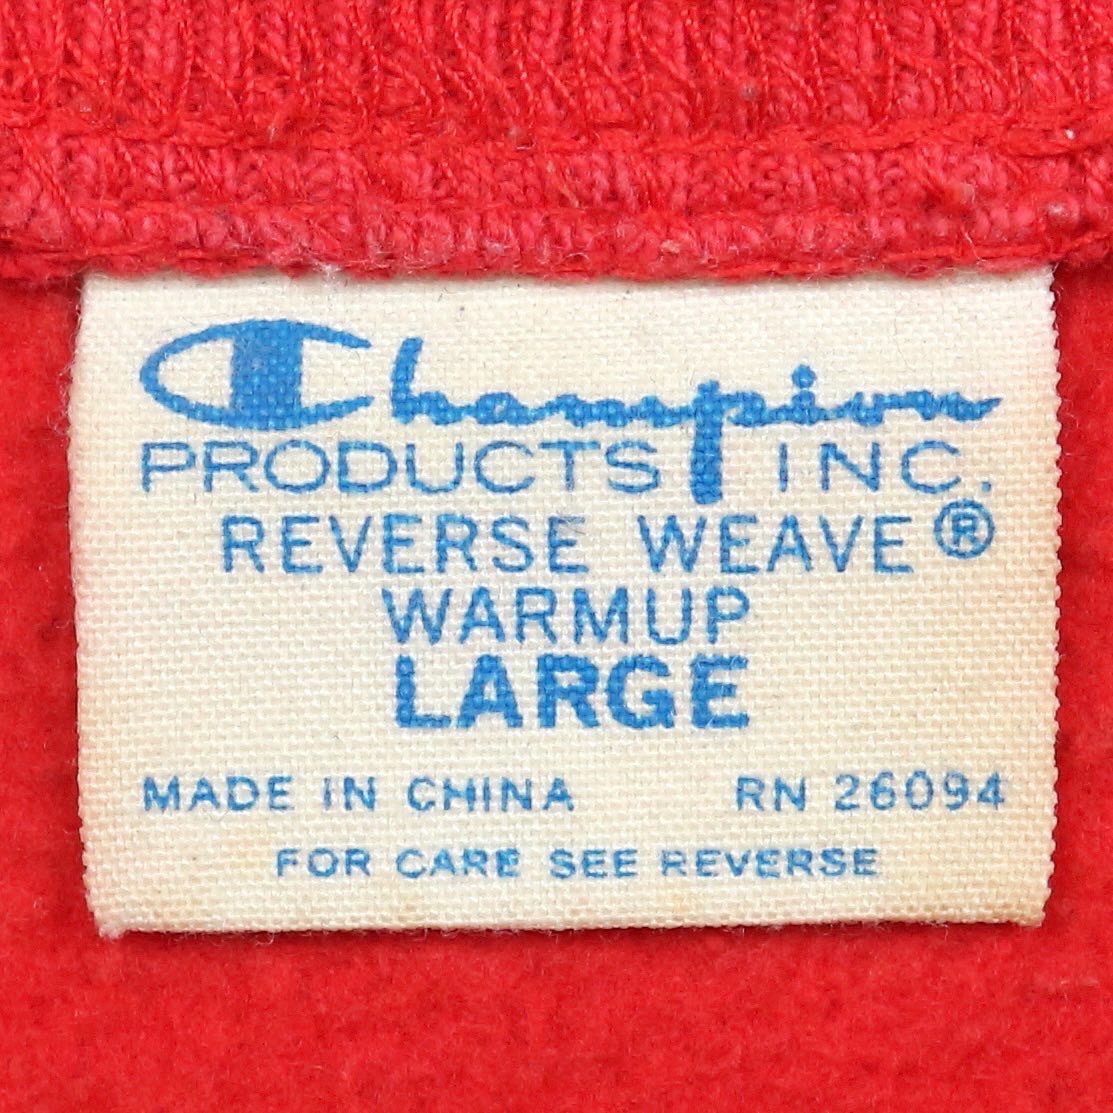 Champion
PRODUCTS INC.
REVERSE WEAVE®
WARMUP
LARGE
MADE IN CHINA RN 26094
FOR CARE SEE REVERSE